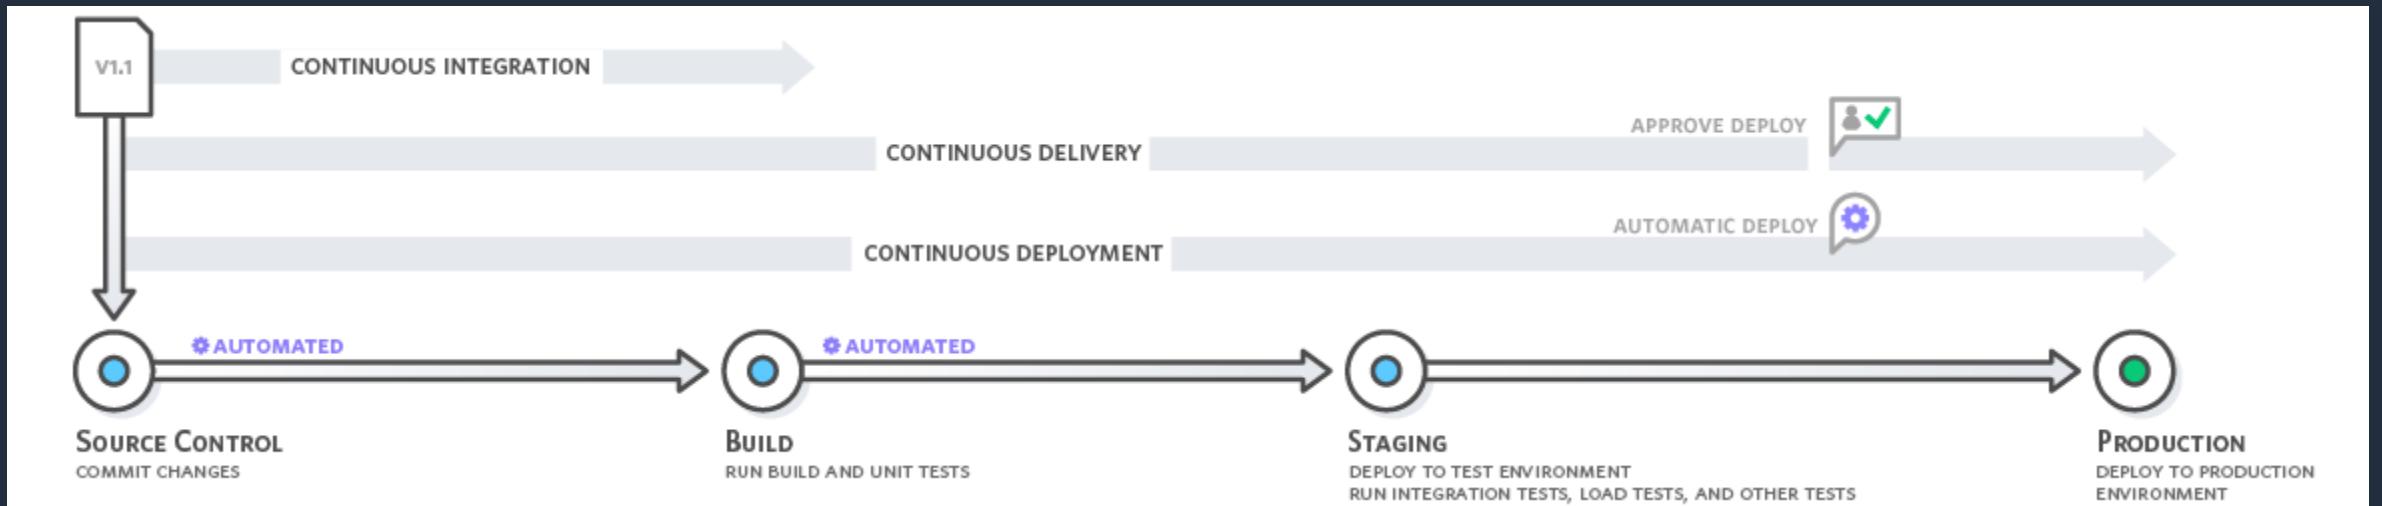 V1.1
CONTINUOUS INTEGRATION
APPROVE DEPLOY
CONTINUOUS DELIVERY
AUTOMATIC DEPLOY
CONTINUOUS DEPLOYMENT
AUTOMATED
AUTOMATED
SOURCE CONTROL
COMMIT CHANGES
BUILD
RUN BUILD AND UNIT TESTS
STAGING
DEPLOY TO TEST ENVIRONMENT
RUN INTEGRATION TESTS, LOAD TESTS, AND OTHER TESTS
PRODUCTION
DEPLOY TO PRODUCTION
ENVIRONMENT